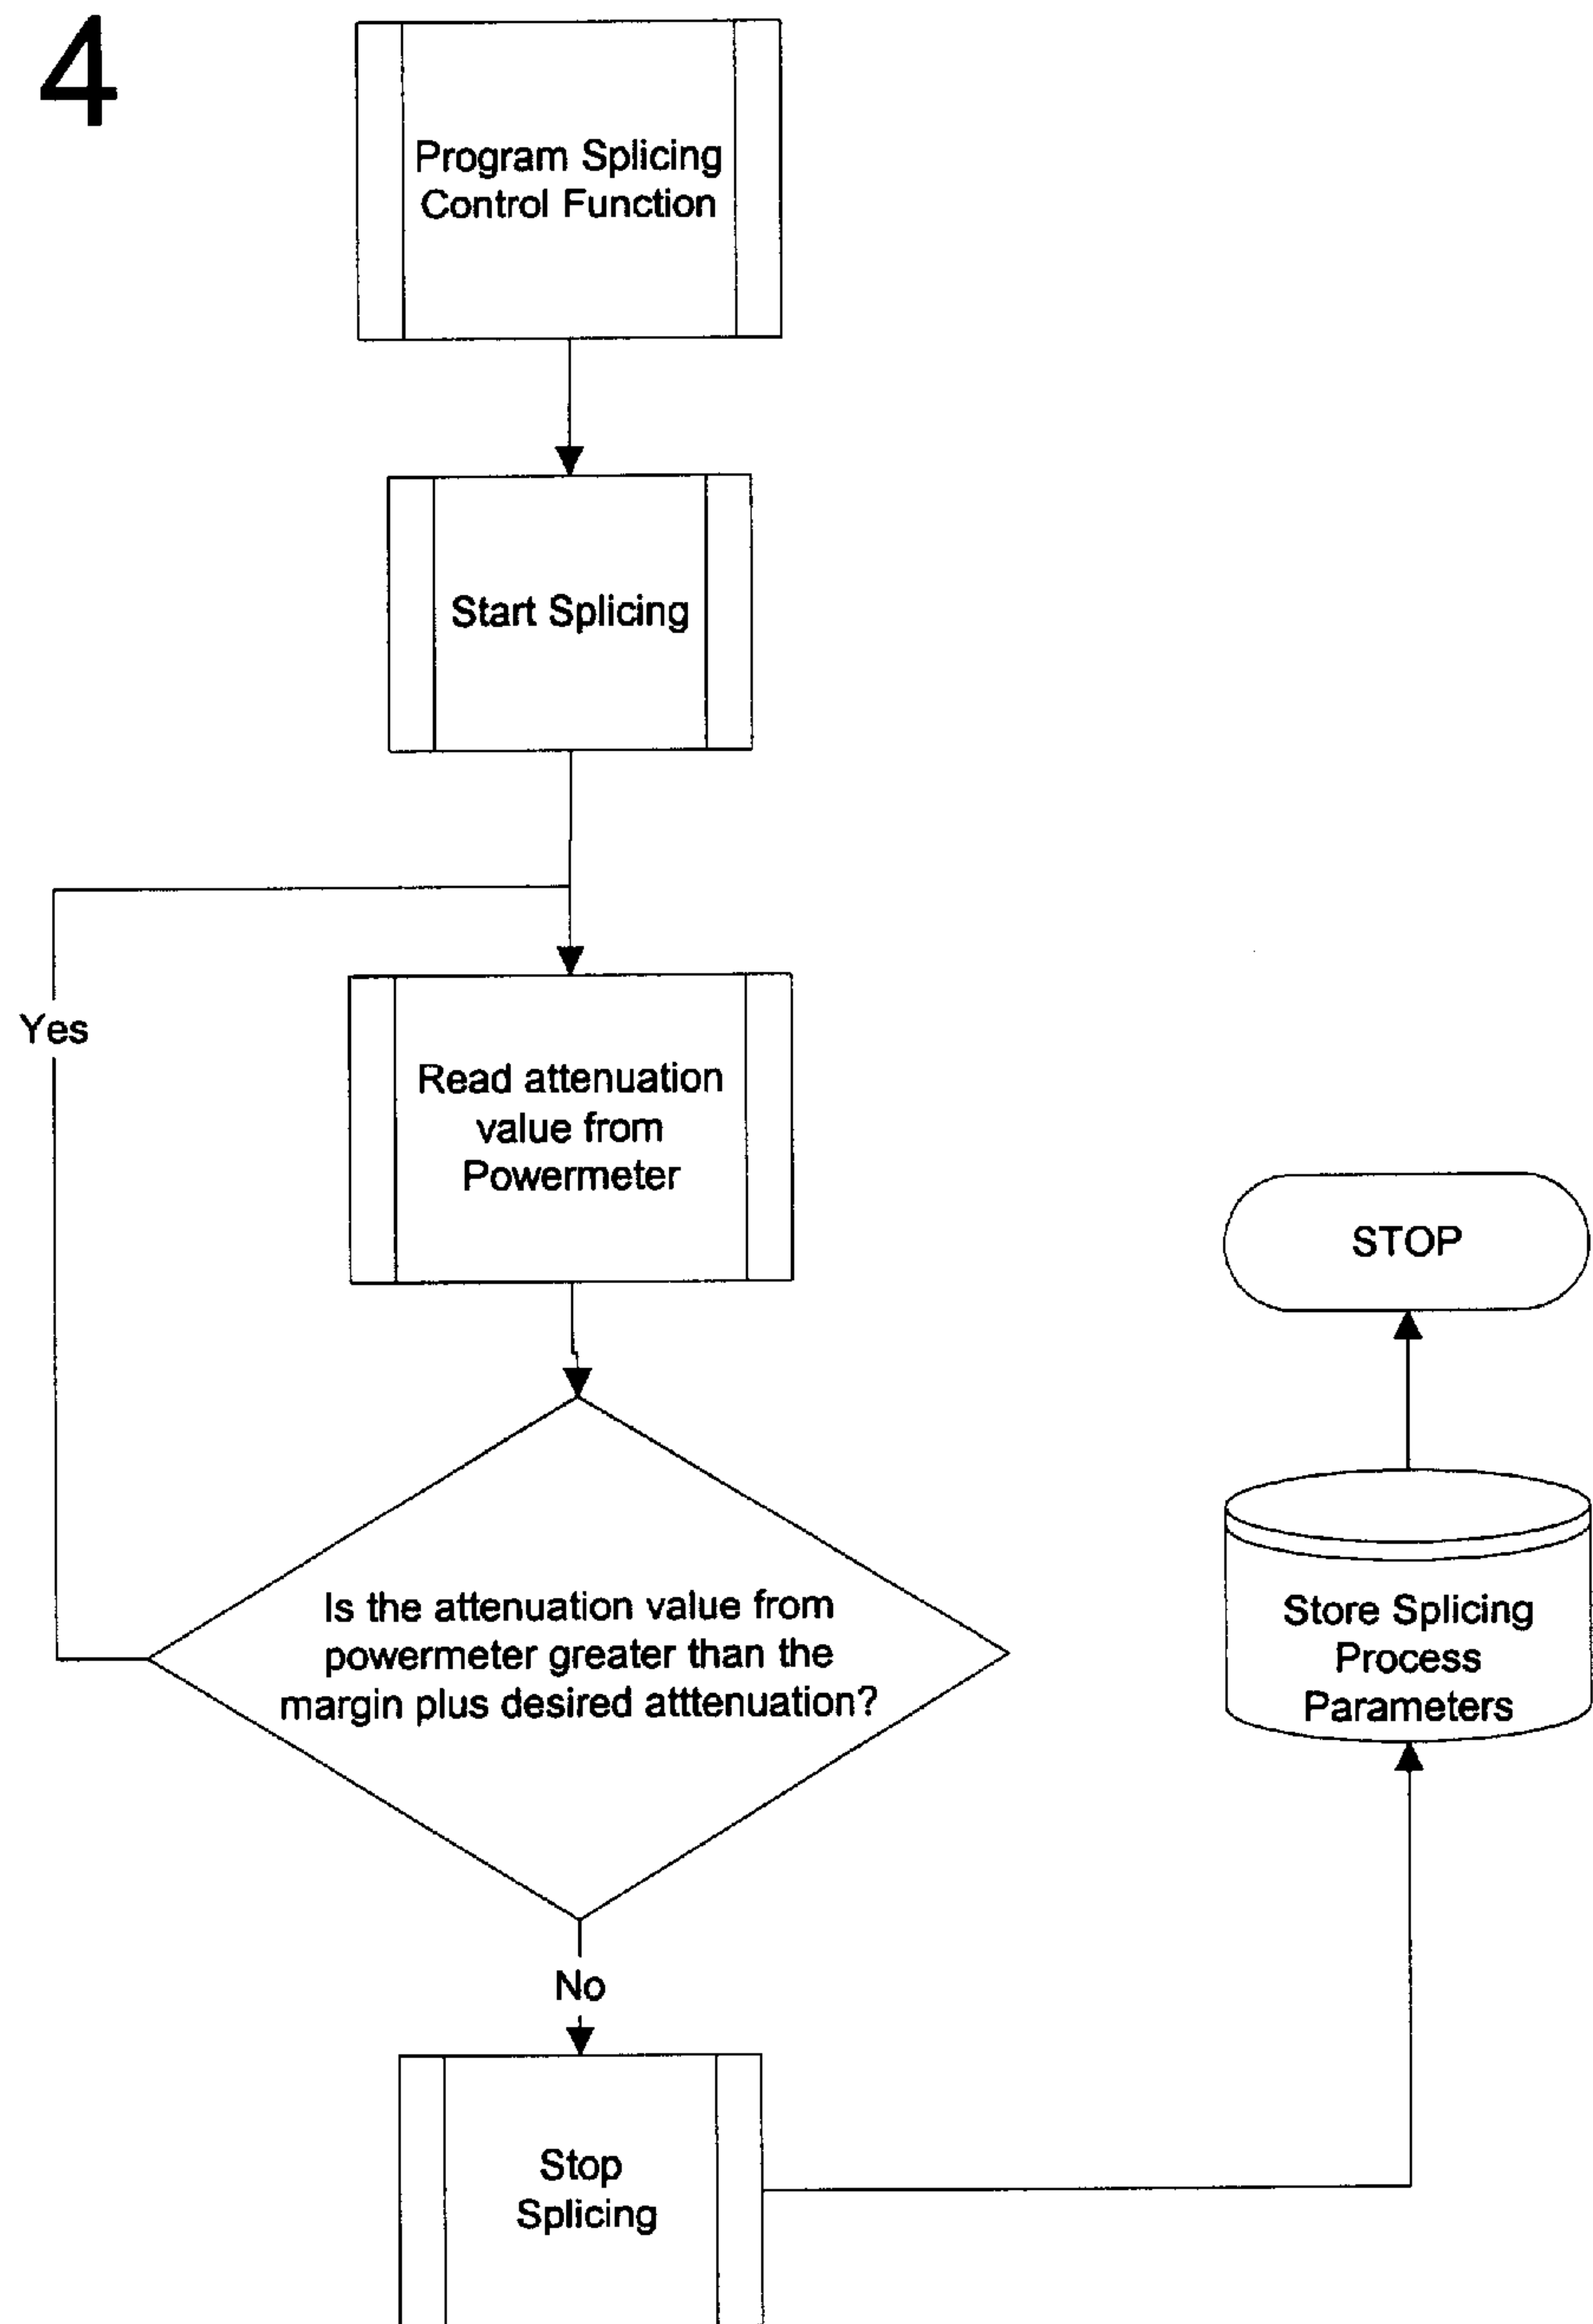 4
Program Splicing
Control Function
Start Splicing
Yes
Read attenuation
value from
Powermeter
STOP
Is the attenuation value from
powermeter greater than the
margin plus desired atttenuation?
Store Splicing
Process
Parameters
No
Stop
Splicing